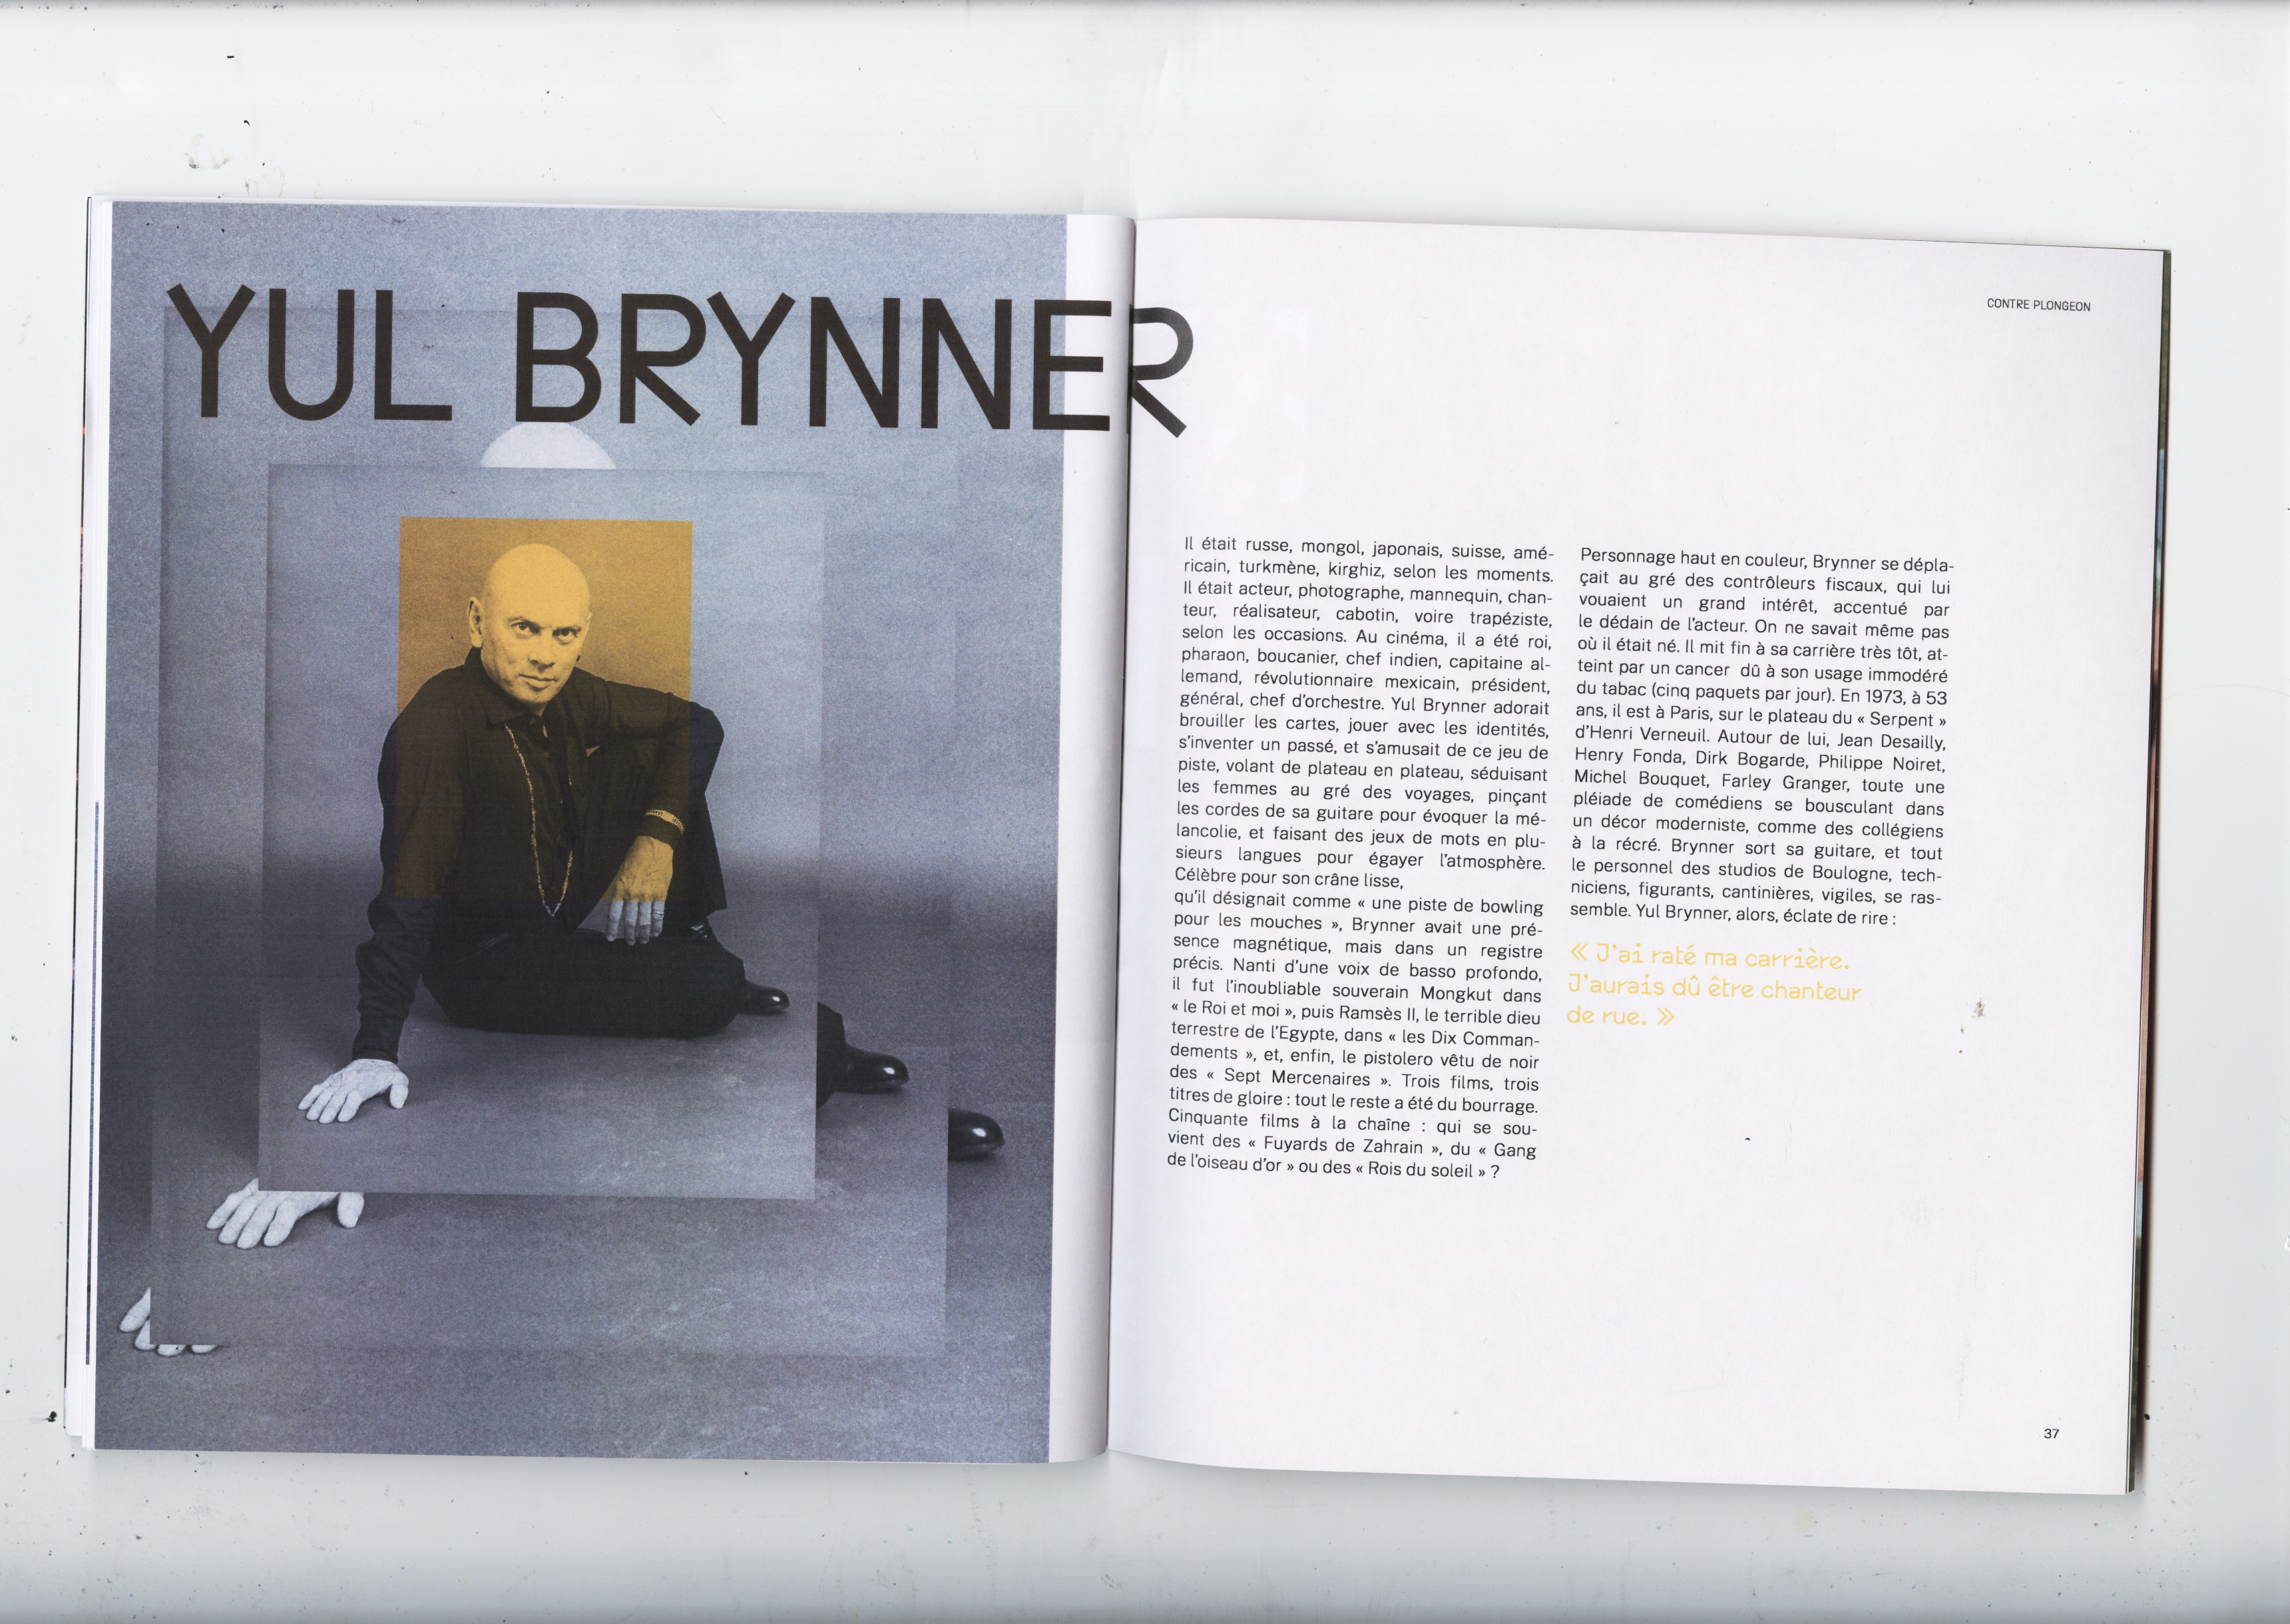 YUL BRYNNER
CONTRE PLONGEON
Il était russe, mongol, japonais, suisse, amé-
ricain, turkmène, kirghiz, selon les moments.
Il était acteur, photographe, mannequin, chan-
teur, réalisateur, cabotin, voire trapéziste,
selon les occasions. Au cinéma, il a été roi,
pharaon, boucanier, chef indien, capitaine al-
lemand, révolutionnaire mexicain, président,
général, chef d'orchestre. Yul Brynner adorait
brouiller les cartes, jouer avec les identités,
s'inventer un passé, et s'amusait de ce jeu de
piste, volant de plateau en plateau, séduisant
les femmes au gré des voyages, pinçant
les cordes de sa guitare pour évoquer la mé-
lancolie, et faisant des jeux de mots en plu-
sieurs langues pour égayer l'atmosphère.
Célèbre pour son crâne lisse,
qu'il désignait comme « une piste de bowling
pour les mouches », Brynner avait une pré-
sence magnétique, mais dans un registre
précis. Nanti d'une voix de basso profondo,
il fut l'inoubliable souverain Mongkut dans
« le Roi et moi », puis Ramsès II, le terrible dieu
terrestre de l'Egypte, dans « les Dix Comman-
dements », et, enfin, le pistolero vêtu de noir
des « Sept Mercenaires ». Trois films, trois
titres de gloire : tout le reste a été du bourrage.
Cinquante films à la chaîne : qui se sou-
vient des « Fuyards de Zahrain », du « Gang
de l'oiseau d'or » ou des « Rois du soleil » ?
Personnage haut en couleur, Brynner se dépla-
çait au gré des contrôleurs fiscaux, qui lui
vouaient un grand intérêt, accentué par
le dédain de l'acteur. On ne savait même pas
où il était né. Il mit fin à sa carrière très tôt, at-
teint par un cancer dû à son usage immodéré
du tabac (cinq paquets par jour). En 1973, à 53
ans, il est à Paris, sur le plateau du « Serpent »
d'Henri Verneuil. Autour de lui, Jean Desailly,
Henry Fonda, Dirk Bogarde, Philippe Noiret,
Michel Bouquet, Farley Granger, toute une
pléiade de comédiens se bousculant dans
un décor moderniste, comme des collégiens
à la récré. Brynner sort sa guitare, et tout
le personnel des studios de Boulogne, tech-
niciens, figurants, cantinières, vigiles, se ras-
semble. Yul Brynner, alors, éclate de rire :
« J'ai raté ma carrière.
J'aurais dû être chanteur
de rue. »
37